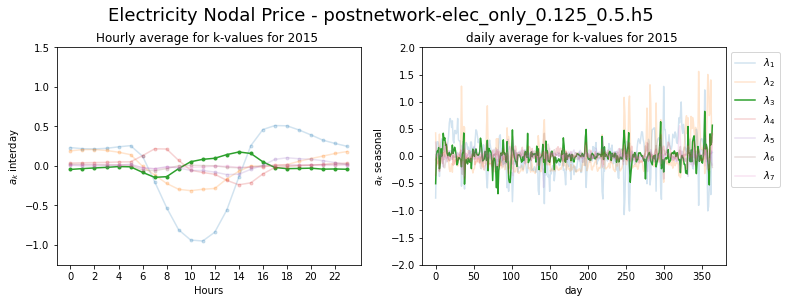 Electricity Nodal Price - postnetwork-elec_only_0.125_0.5.h5
Hourly average for k-values for 2015
1.5
1.0
0.5
0.0
−0.5
−1.0
a_k interday
0 2 4 6 8 10 12 14 16 18 20 22
Hours
daily average for k-values for 2015
2.0
1.5
1.0
0.5
0.0
−0.5
−1.0
−1.5
−2.0
a_k seasonal
0 50 100 150 200 250 300 350
day
λ₁
λ₂
λ₃
λ₄
λ₅
λ₆
λ₇